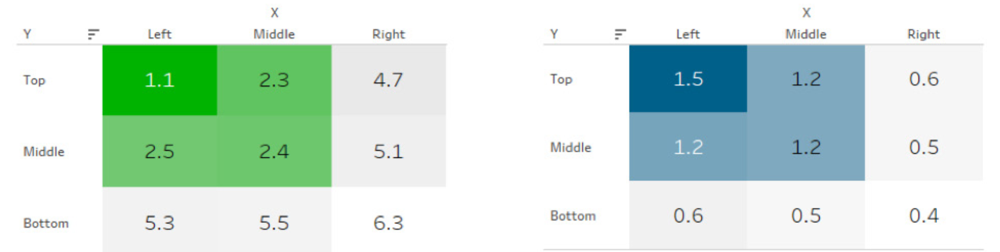 X
Y Left Middle Right
Top 1.1 2.3 4.7
Middle 2.5 2.4 5.1
Bottom 5.3 5.5 6.3
X
Y Left Middle Right
Top 1.5 1.2 0.6
Middle 1.2 1.2 0.5
Bottom 0.6 0.5 0.4